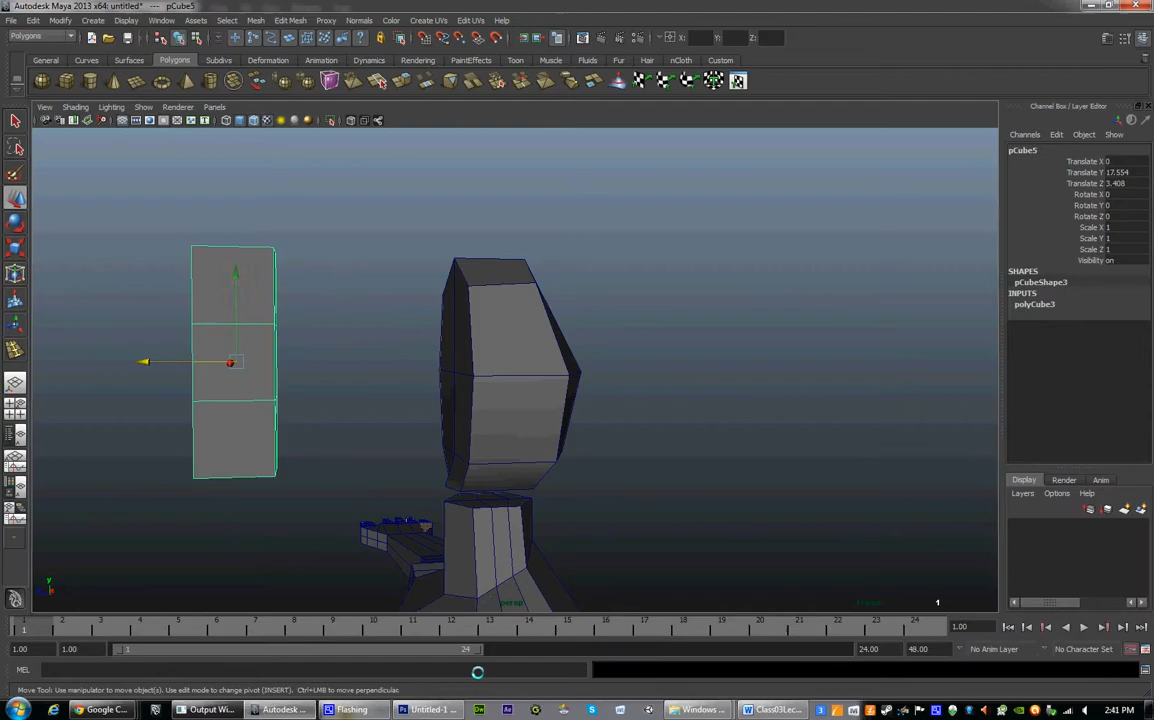 Autodesk Maya 2013 x64: untitled* --- pCube5
File Edit Modify Create Display Window Assets Select Mesh Edit Mesh Proxy Normals Color Create UVs Edit UVs Help
Polygons
X: Y: Z:
General Curves Surfaces Polygons Subdivs Deformation Animation Dynamics Rendering PaintEffects Toon Muscle Fluids Fur Hair nCloth Custom
View Shading Lighting Show Renderer Panels
Channel Box / Layer Editor
Channels Edit Object Show
pCube5
Translate X 0
Translate Y 17.554
Translate Z 3.408
Rotate X 0
Rotate Y 0
Rotate Z 0
Scale X 1
Scale Y 1
Scale Z 1
Visibility on
SHAPES
pCubeShape3
INPUTS
polyCube3
Display Render Anim
Layers Options Help
y
persp
1
1 2 3 4 5 6 7 8 9 10 11 12 13 14 15 16 17 18 19 20 21 22 23 24
1
1.00
1.00 1.00 1 24 24.00 48.00 No Anim Layer No Character Set
MEL
Move Tool: Use manipulator to move object(s). Use edit mode to change pivot (INSERT). Ctrl+LMB to move perpendicular
Google C... Output Wi... Autodesk ... Flashing Untitled-1 ... Windows ... Class03Lec... 2:41 PM